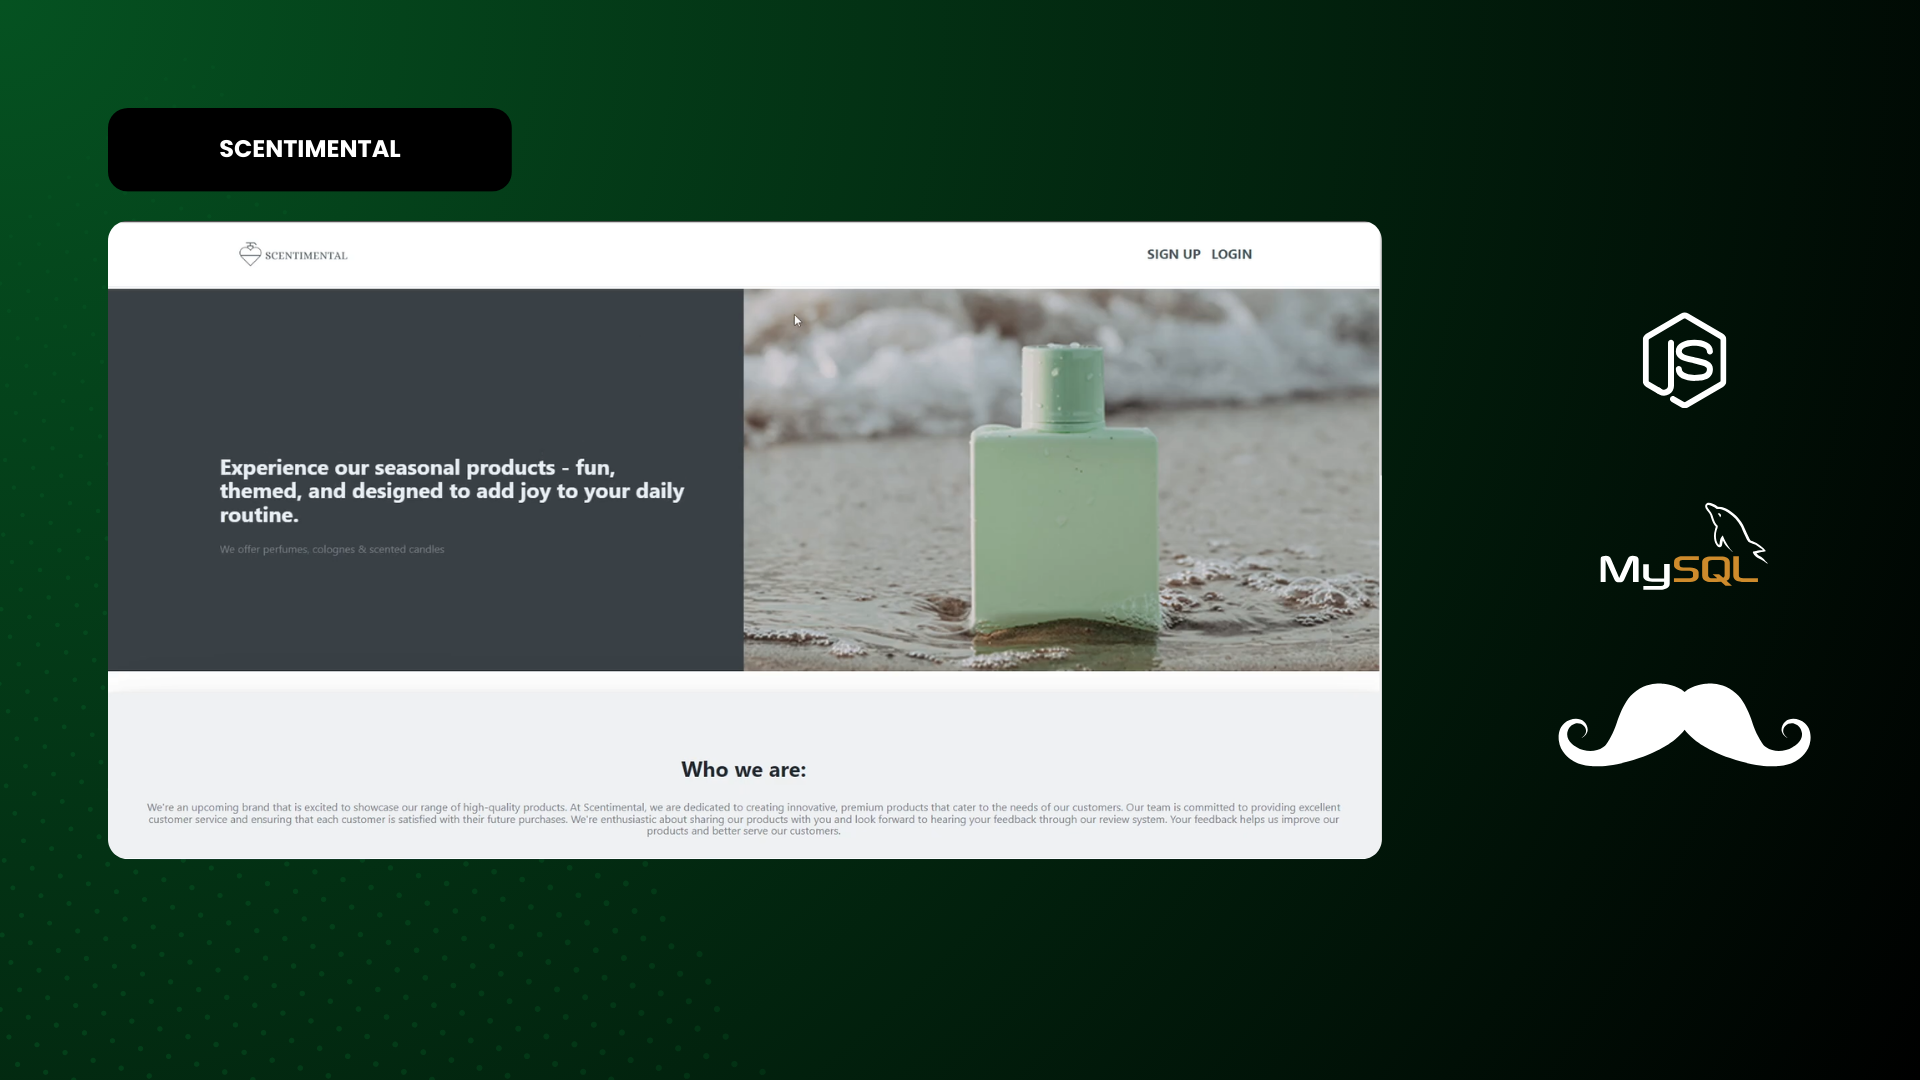 SCENTIMENTAL
SCENTIMENTAL
SIGN UP LOGIN
Experience our seasonal products - fun,
themed, and designed to add joy to your daily
routine.
We offer perfumes, colognes & scented candles
Who we are:
We're an upcoming brand that is excited to showcase our range of high-quality products. At Scentimental, we are dedicated to creating innovative, premium products that cater to the needs of our customers. Our team is committed to providing excellent
customer service and ensuring that each customer is satisfied with their future purchases. We're enthusiastic about sharing our products with you and look forward to hearing your feedback through our review system. Your feedback helps us improve our
products and better serve our customers.
JS
MySQL